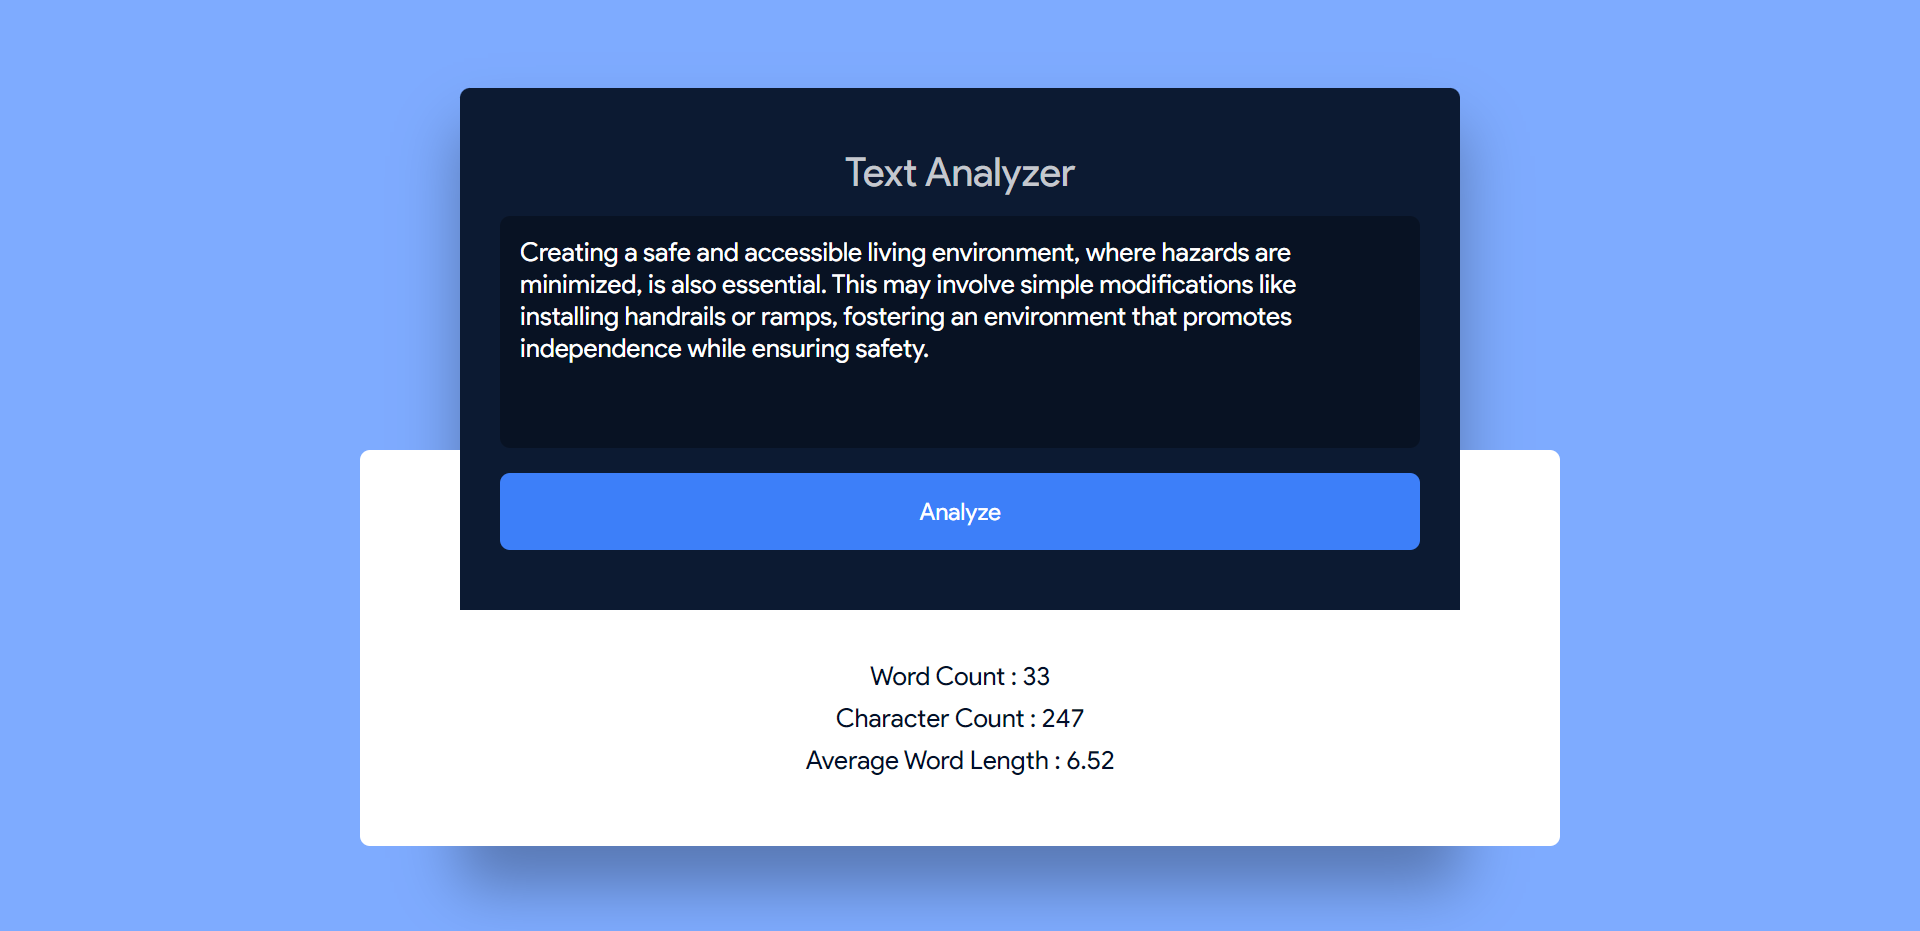 Text Analyzer
Creating a safe and accessible living environment, where hazards are
minimized, is also essential. This may involve simple modifications like
installing handrails or ramps, fostering an environment that promotes
independence while ensuring safety.
Analyze
Word Count : 33
Character Count : 247
Average Word Length : 6.52